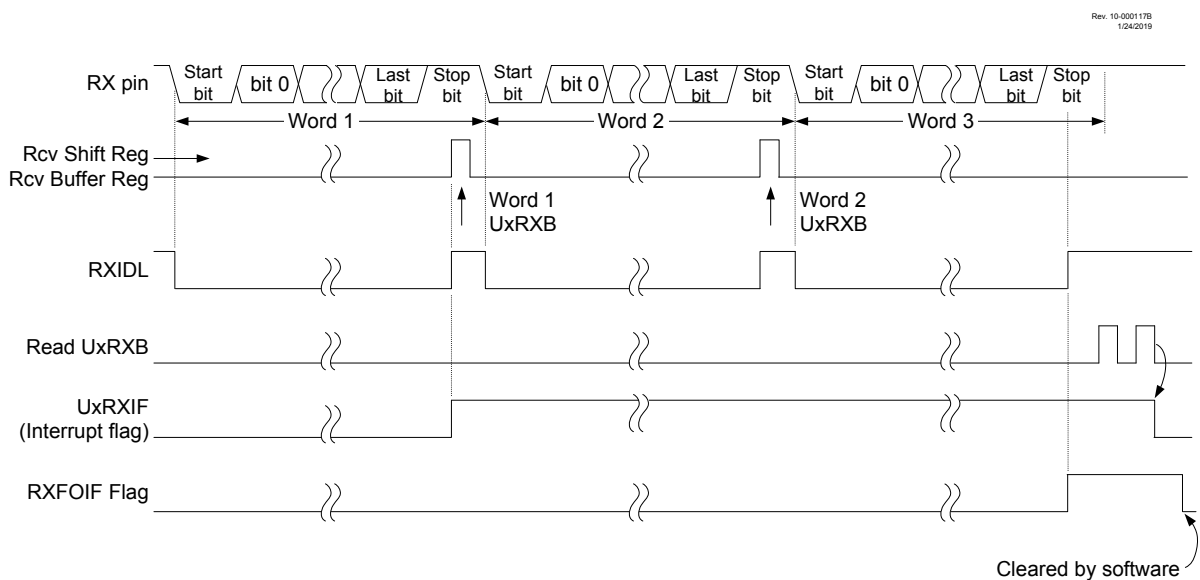 Rev. 10-000117B
1/24/2019
RX pin
Start bit
bit 0
Last bit
Stop bit
Start bit
bit 0
Last bit
Stop bit
Start bit
bit 0
Last bit
Stop bit
Word 1
Word 2
Word 3
Rcv Shift Reg
Rcv Buffer Reg
Word 1
UxRXB
Word 2
UxRXB
RXIDL
Read UxRXB
UxRXIF
(Interrupt flag)
RXFOIF Flag
Cleared by software